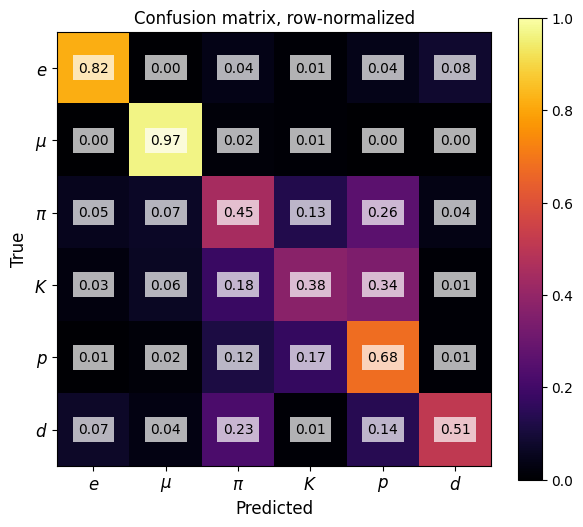 Confusion matrix, row-normalized
True
e 0.82 0.00 0.04 0.01 0.04 0.08
μ 0.00 0.97 0.02 0.01 0.00 0.00
π 0.05 0.07 0.45 0.13 0.26 0.04
K 0.03 0.06 0.18 0.38 0.34 0.01
p 0.01 0.02 0.12 0.17 0.68 0.01
d 0.07 0.04 0.23 0.01 0.14 0.51
e μ π K p d
Predicted
1.0
0.8
0.6
0.4
0.2
0.0